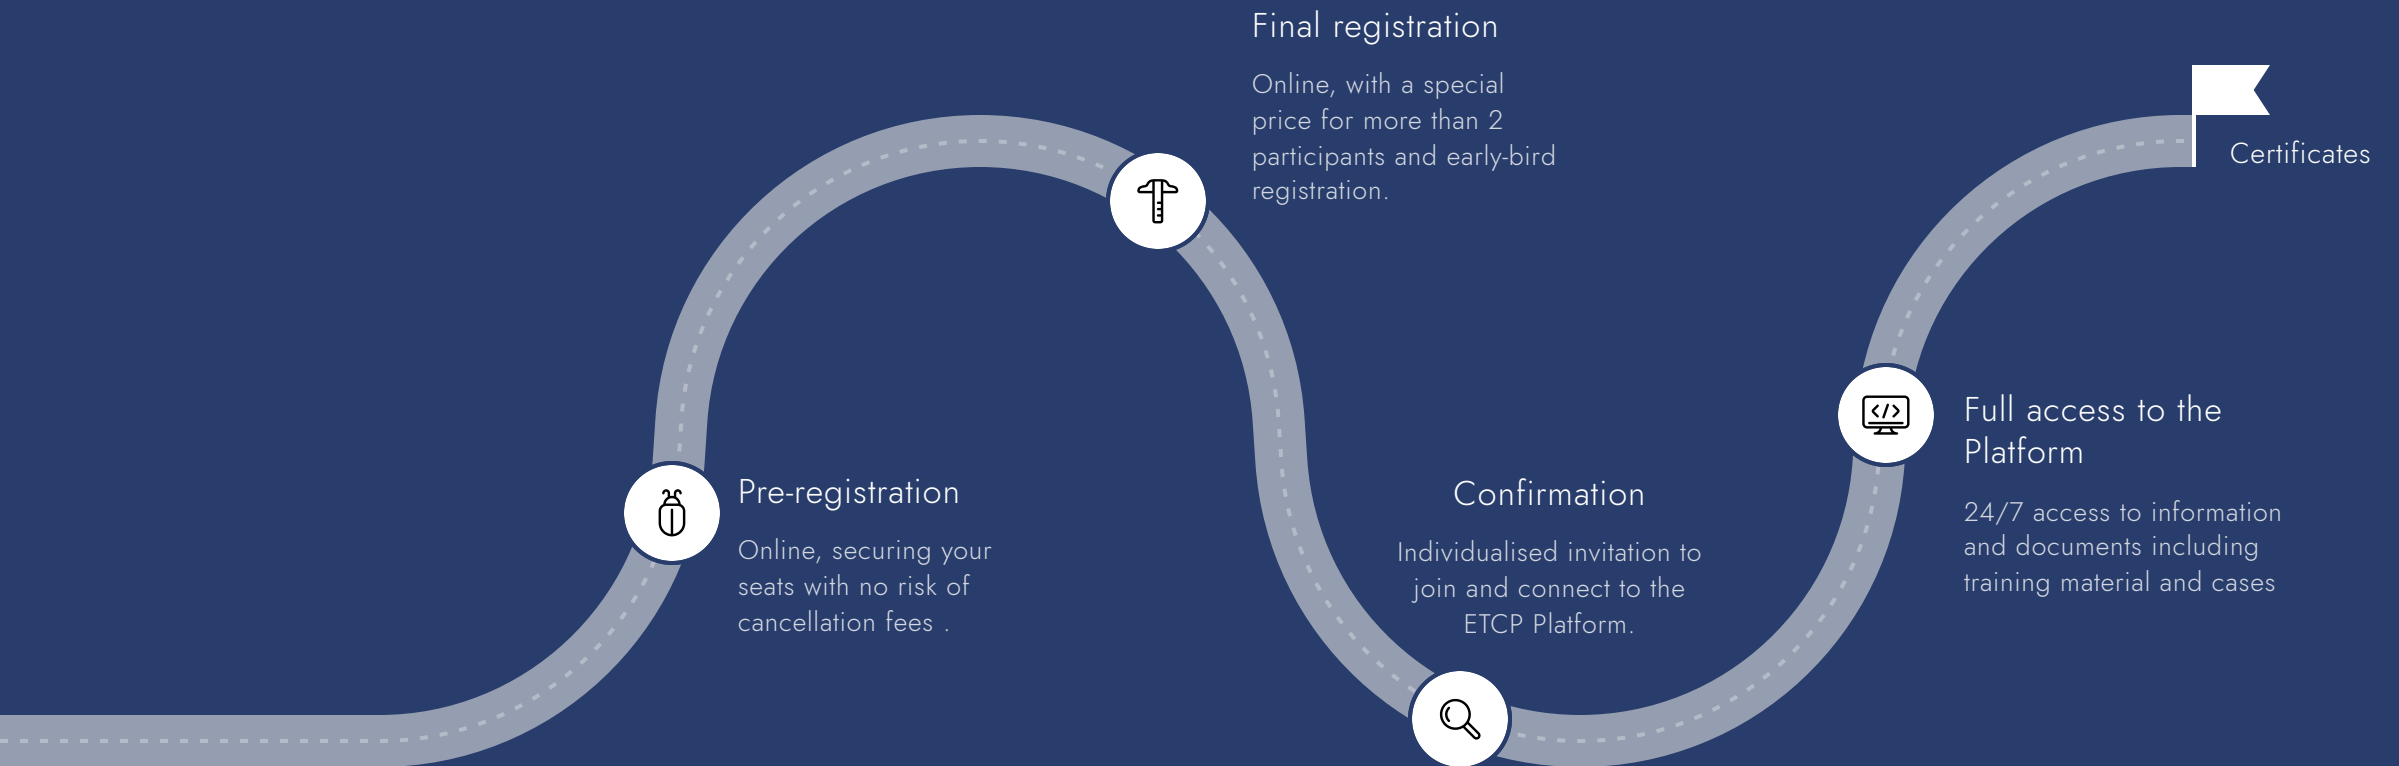 Final registration
Online, with a special
price for more than 2
participants and early-bird
registration.
Certificates
Pre-registration
Online, securing your
seats with no risk of
cancellation fees .
Confirmation
Individualised invitation to
join and connect to the
ETCP Platform.
Full access to the
Platform
24/7 access to information
and documents including
training material and cases